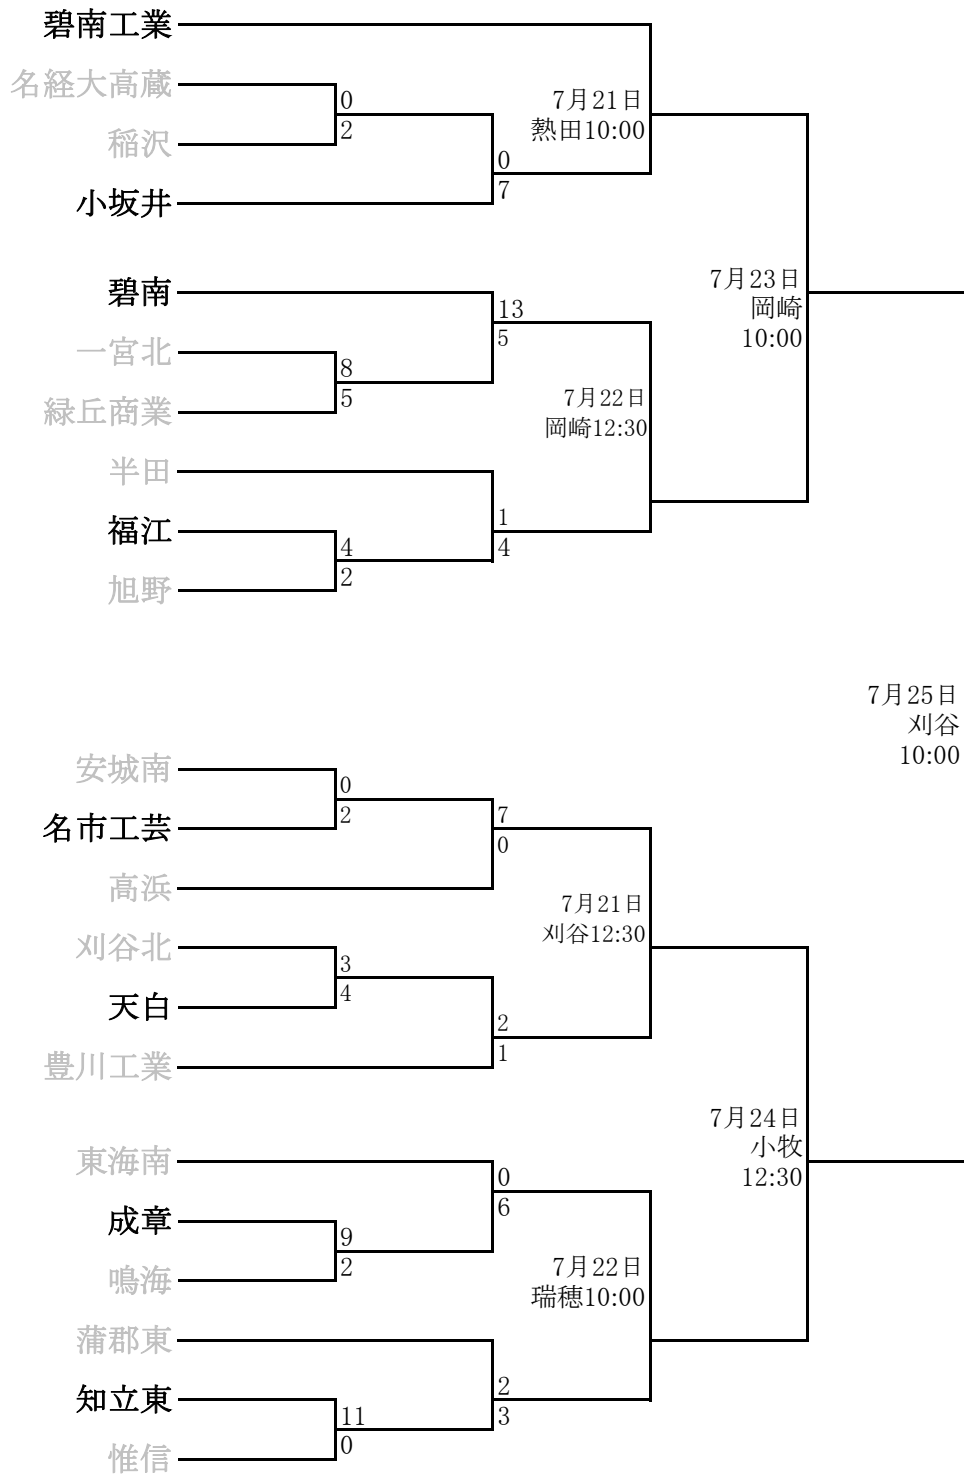 碧南工業
名経大高蔵
0
7月21日
熱田10:00
2
稲沢
0
7
小坂井
碧南
13
5
一宮北
8
5
緑丘商業
7月22日
岡崎12:30
7月23日
岡崎
10:00
半田
福江
1
4
4
2
旭野
7月25日
刈谷
10:00
安城南
0
2
名市工芸
7
0
高浜
7月21日
刈谷12:30
刈谷北
3
4
天白
2
1
豊川工業
7月24日
小牧
12:30
東海南
0
6
成章
9
2
鳴海
7月22日
瑞穂10:00
蒲郡東
知立東
2
3
11
0
惟信